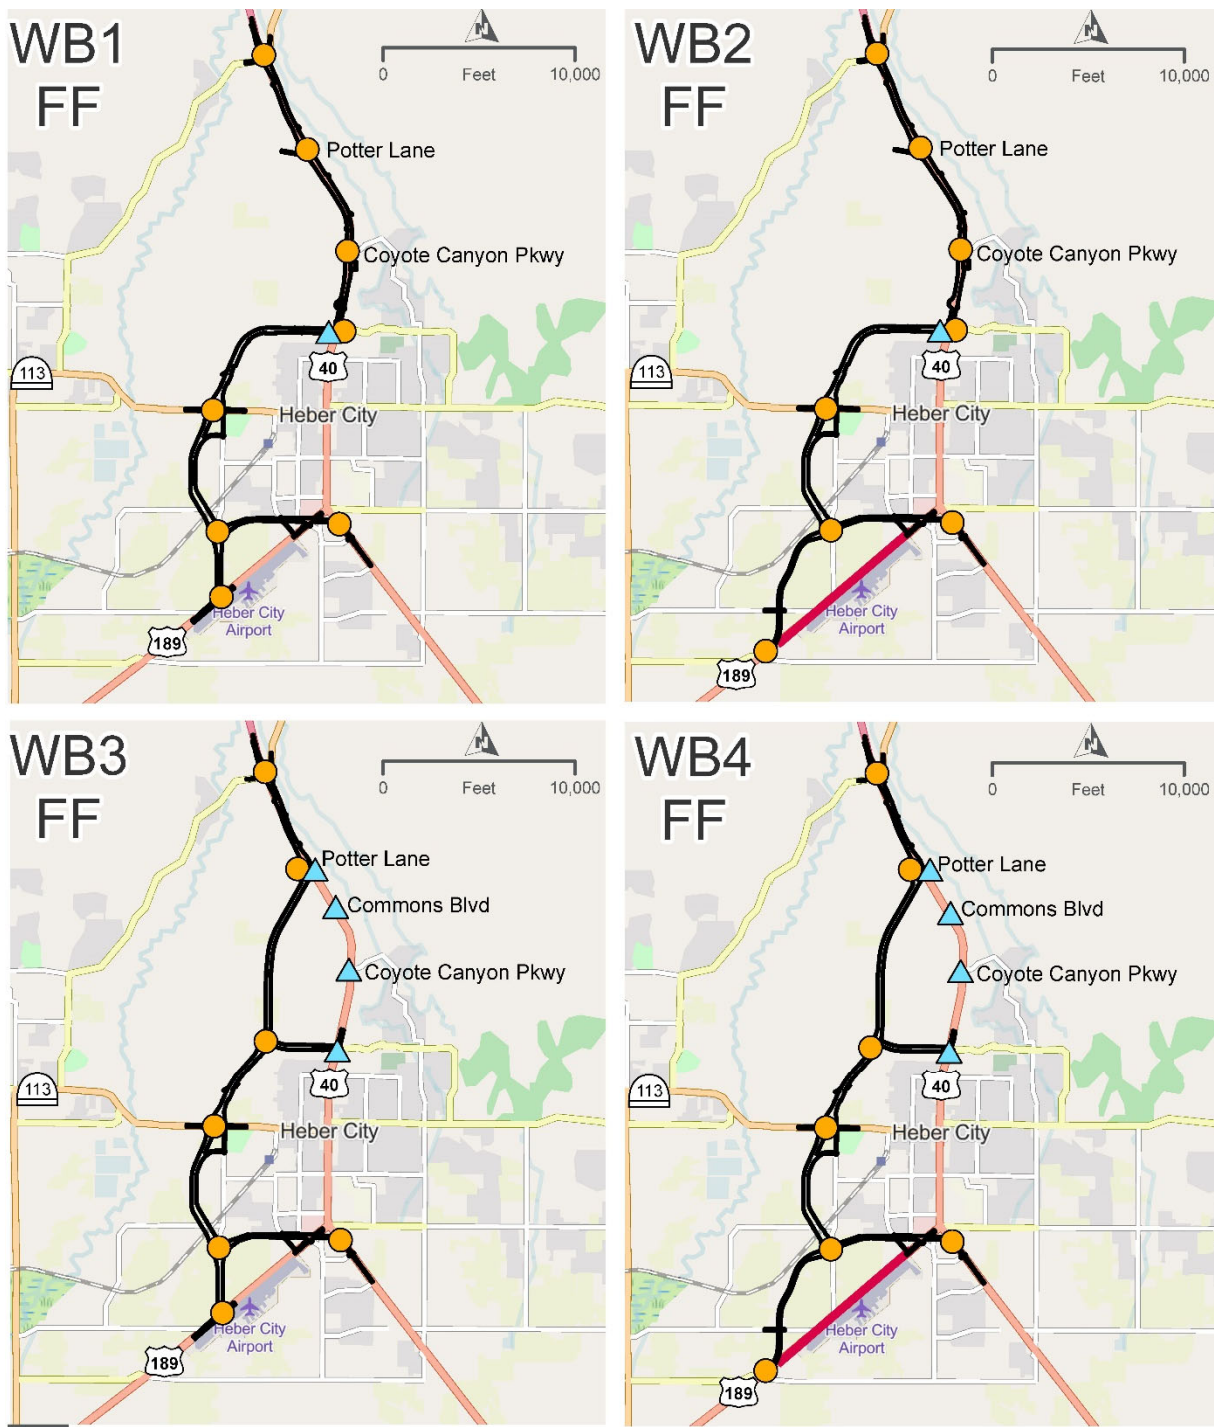 WB1
FF
N
0
Feet
10,000
Potter Lane
Coyote Canyon Pkwy
40
113
Heber City
Heber City
Airport
189
WB2
FF
N
0
Feet
10,000
Potter Lane
Coyote Canyon Pkwy
40
113
Heber City
Heber City
Airport
189
WB3
FF
N
0
Feet
10,000
Potter Lane
Commons Blvd
Coyote Canyon Pkwy
40
113
Heber City
Heber City
Airport
189
WB4
FF
N
0
Feet
10,000
Potter Lane
Commons Blvd
Coyote Canyon Pkwy
40
113
Heber City
Heber City
Airport
189